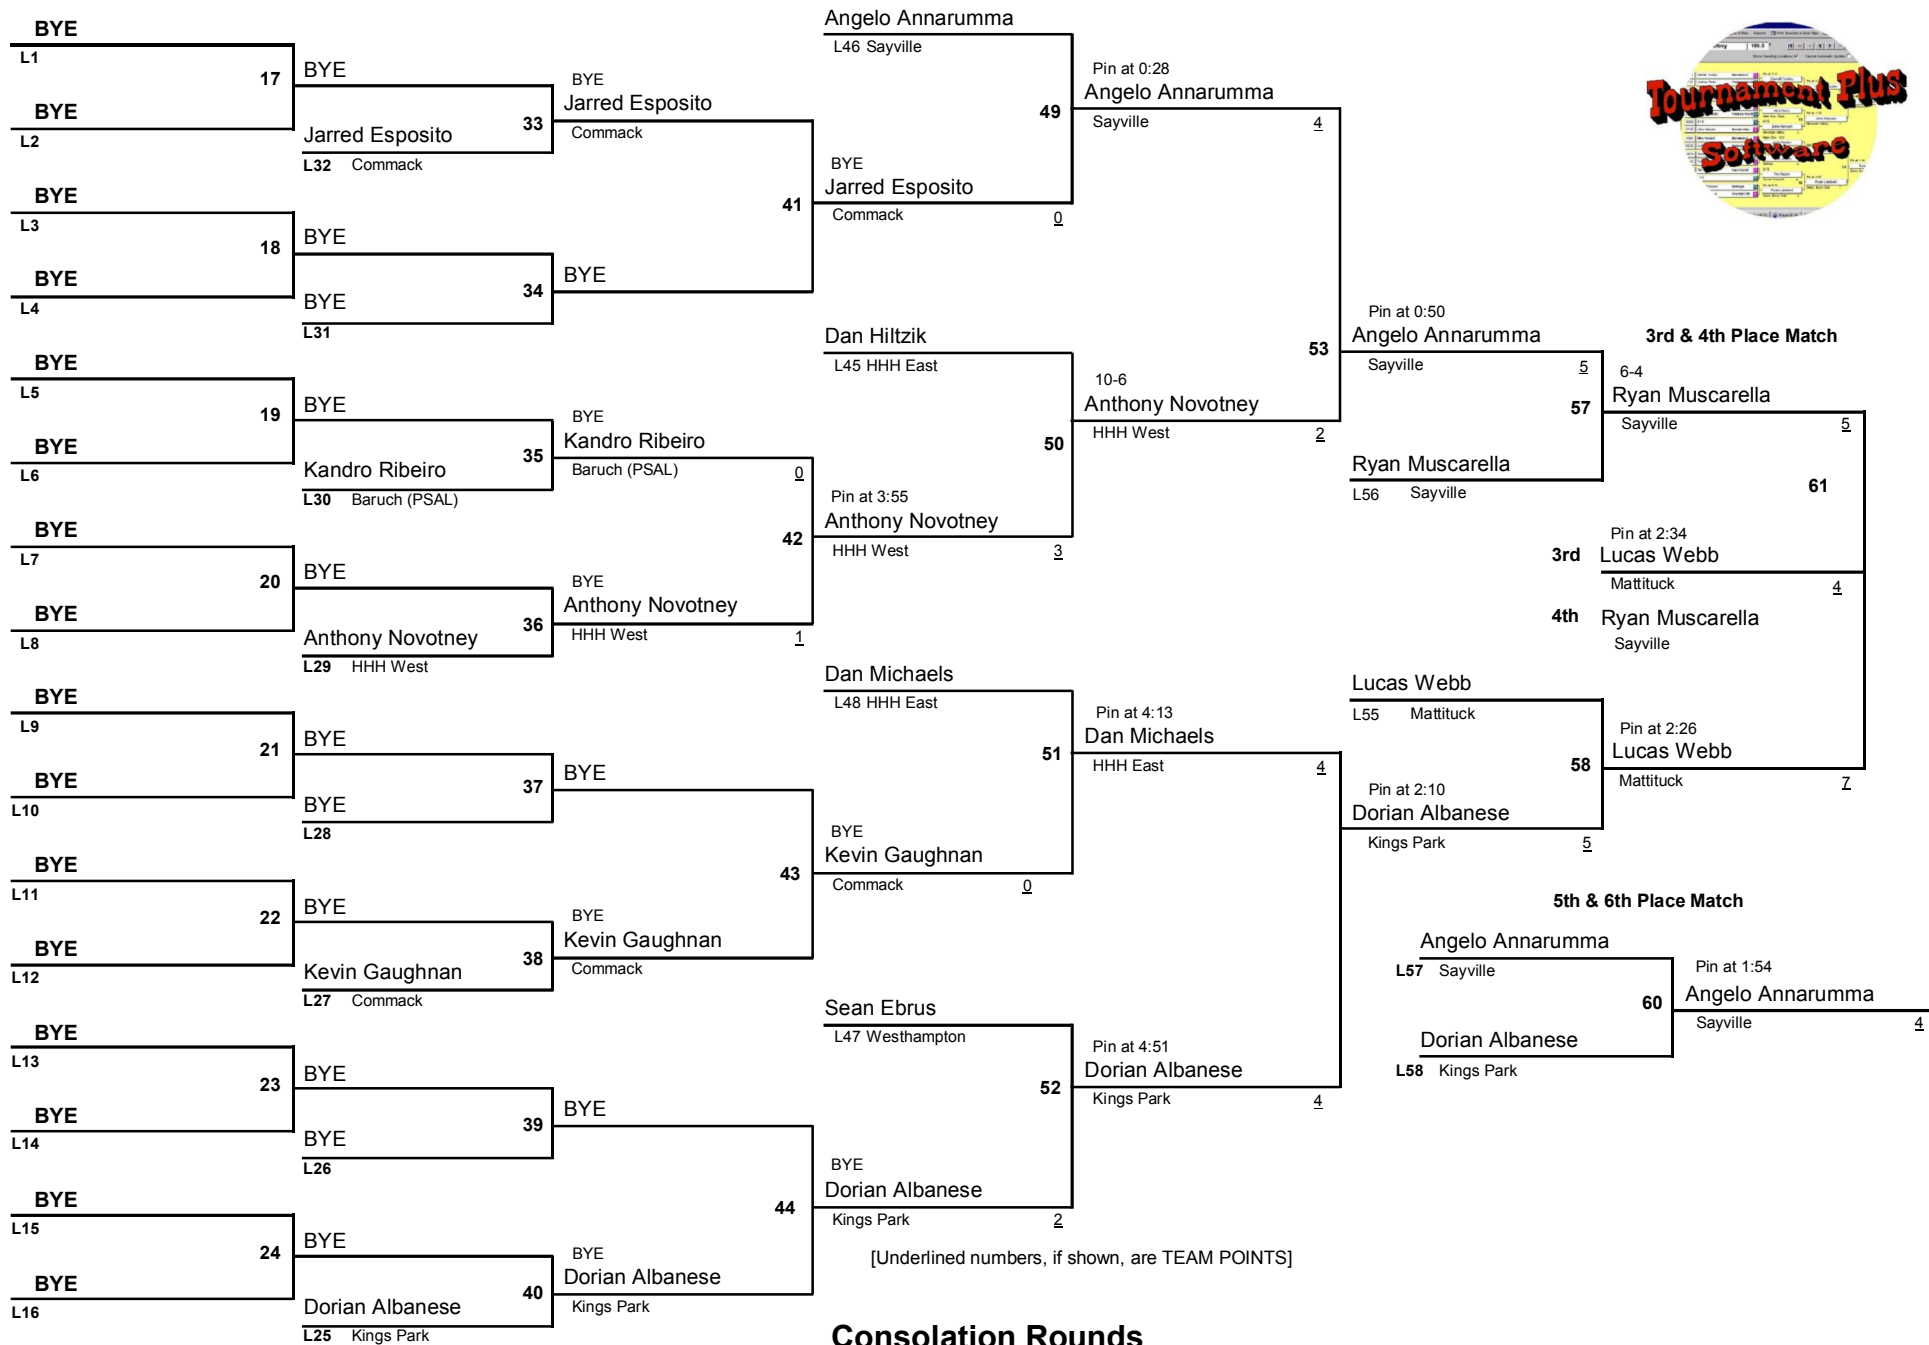 BYE
L1
17
BYE
L2
BYE
Jarred Esposito
L32 Commack
33
BYE
Jarred Esposito
Commack
BYE
L3
18
BYE
L4
BYE
BYE
L31
34
BYE
41
BYE
Jarred Esposito
Commack 0
Angelo Annarumma
L46 Sayville
49
Pin at 0:28
Angelo Annarumma
Sayville 4
BYE
L5
19
BYE
L6
BYE
Kandro Ribeiro
L30 Baruch (PSAL)
35
BYE
Kandro Ribeiro
Baruch (PSAL) 0
BYE
L7
20
BYE
L8
BYE
Anthony Novotney
L29 HHH West
36
BYE
Anthony Novotney
HHH West 1
42
Pin at 3:55
Anthony Novotney
HHH West 3
Dan Hiltzik
L45 HHH East
50
10-6
Anthony Novotney
HHH West 2
53
Pin at 0:50
Angelo Annarumma
Sayville 5
Ryan Muscarella
L56 Sayville
57
3rd & 4th Place Match
6-4
Ryan Muscarella
Sayville 5
61
Pin at 2:34
3rd Lucas Webb
Mattituck 4
4th Ryan Muscarella
Sayville
BYE
L9
21
BYE
L10
BYE
BYE
L28
37
BYE
BYE
L11
22
BYE
L12
BYE
Kevin Gaughnan
L27 Commack
38
BYE
Kevin Gaughnan
Commack
43
BYE
Kevin Gaughnan
Commack 0
Dan Michaels
L48 HHH East
51
Pin at 4:13
Dan Michaels
HHH East 4
Lucas Webb
L55 Mattituck
58
Pin at 2:10
Dorian Albanese
Kings Park 5
Pin at 2:26
Lucas Webb
Mattituck 7
BYE
L13
23
BYE
L14
BYE
BYE
L26
39
BYE
BYE
L15
24
BYE
L16
BYE
Dorian Albanese
L25 Kings Park
40
BYE
Dorian Albanese
Kings Park
44
BYE
Dorian Albanese
Kings Park 2
Sean Ebrus
L47 Westhampton
52
Pin at 4:51
Dorian Albanese
Kings Park 4
5th & 6th Place Match
Angelo Annarumma
L57 Sayville
60
Dorian Albanese
L58 Kings Park
Pin at 1:54
Angelo Annarumma
Sayville 4
[Underlined numbers, if shown, are TEAM POINTS]
Consolation Rounds
Tournament Plus
Software